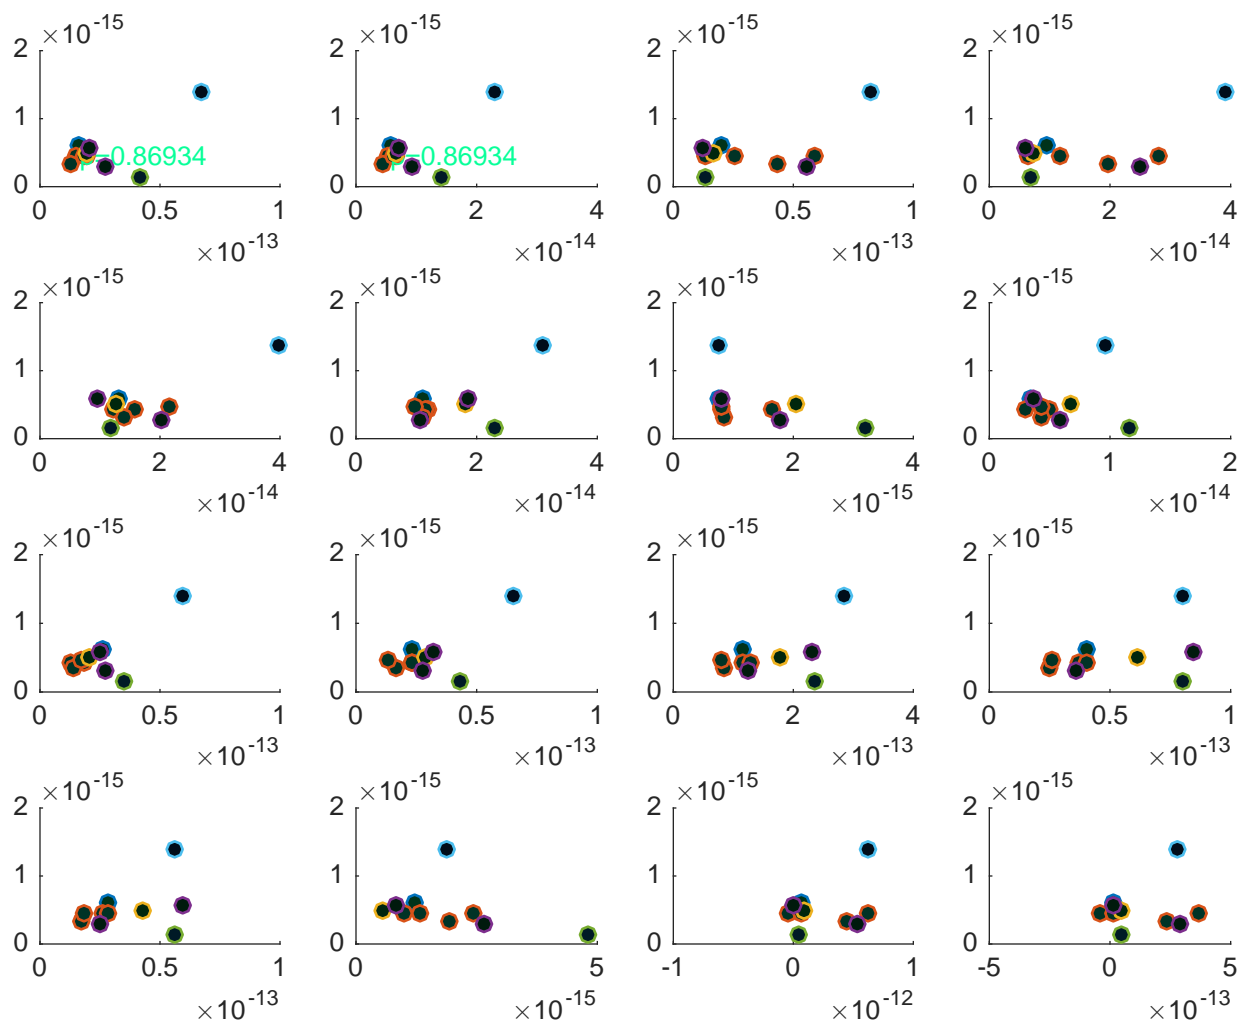 ×10-15 ×10-15 ×10-15 ×10-15
2 2 2 2
1 1 1 1
0.86934 0.86934
0 0 0 0
0 0.5 1 0 2 4 0 0.5 1 0 2 4
×10-13 ×10-14 ×10-13 ×10-14
×10-15 ×10-15 ×10-15 ×10-15
2 2 2 2
1 1 1 1
0 0 0 0
0 2 4 0 2 4 0 2 4 0 1 2
×10-14 ×10-14 ×10-15 ×10-14
×10-15 ×10-15 ×10-15 ×10-15
2 2 2 2
1 1 1 1
0 0 0 0
0 0.5 1 0 0.5 1 0 2 4 0 0.5 1
×10-13 ×10-13 ×10-13 ×10-13
×10-15 ×10-15 ×10-15 ×10-15
2 2 2 2
1 1 1 1
0 0 0 0
0 0.5 1 0 5 -1 0 1 -5 0 5
×10-13 ×10-15 ×10-12 ×10-13